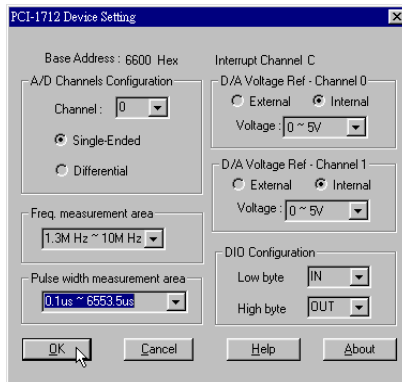 PCI-1712 Device Setting
Base Address : 6600 Hex
Interrupt Channel C
A/D Channels Configuration
Channel : 0
Single-Ended
Differential
Freq. measurement area
1.3M Hz ~ 10M Hz
Pulse width measurement area
0.1us ~ 6553.5us
D/A Voltage Ref - Channel 0
External Internal
Voltage : 0 ~ 5V
D/A Voltage Ref - Channel 1
External Internal
Voltage : 0 ~ 5V
DIO Configuration
Low byte IN
High byte OUT
OK Cancel Help About